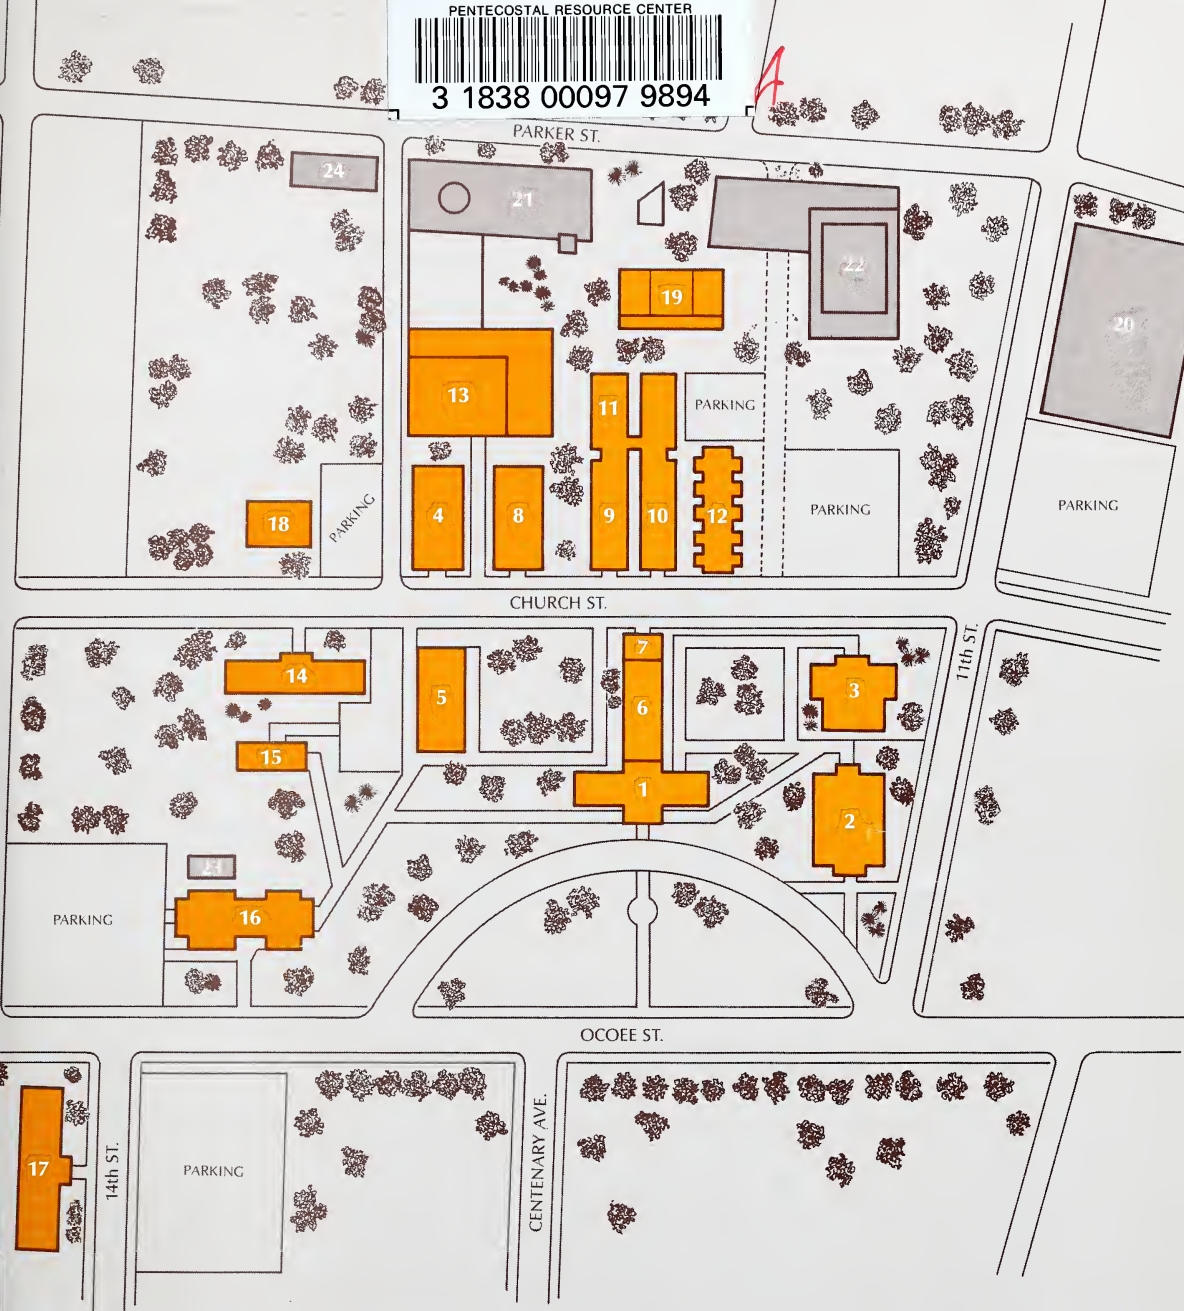 PENTECOSTAL RESOURCE CENTER
3 1838 00097 9894
A
PARKER ST.
24
21
22
19
20
13
11
PARKING
4
8
9
10
12
PARKING
PARKING
18
PARKING
CHURCH ST.
11th ST.
7
14
5
6
3
15
1
2
23
16
PARKING
OCOEE ST.
CENTENARY AVE.
14th ST.
17
PARKING